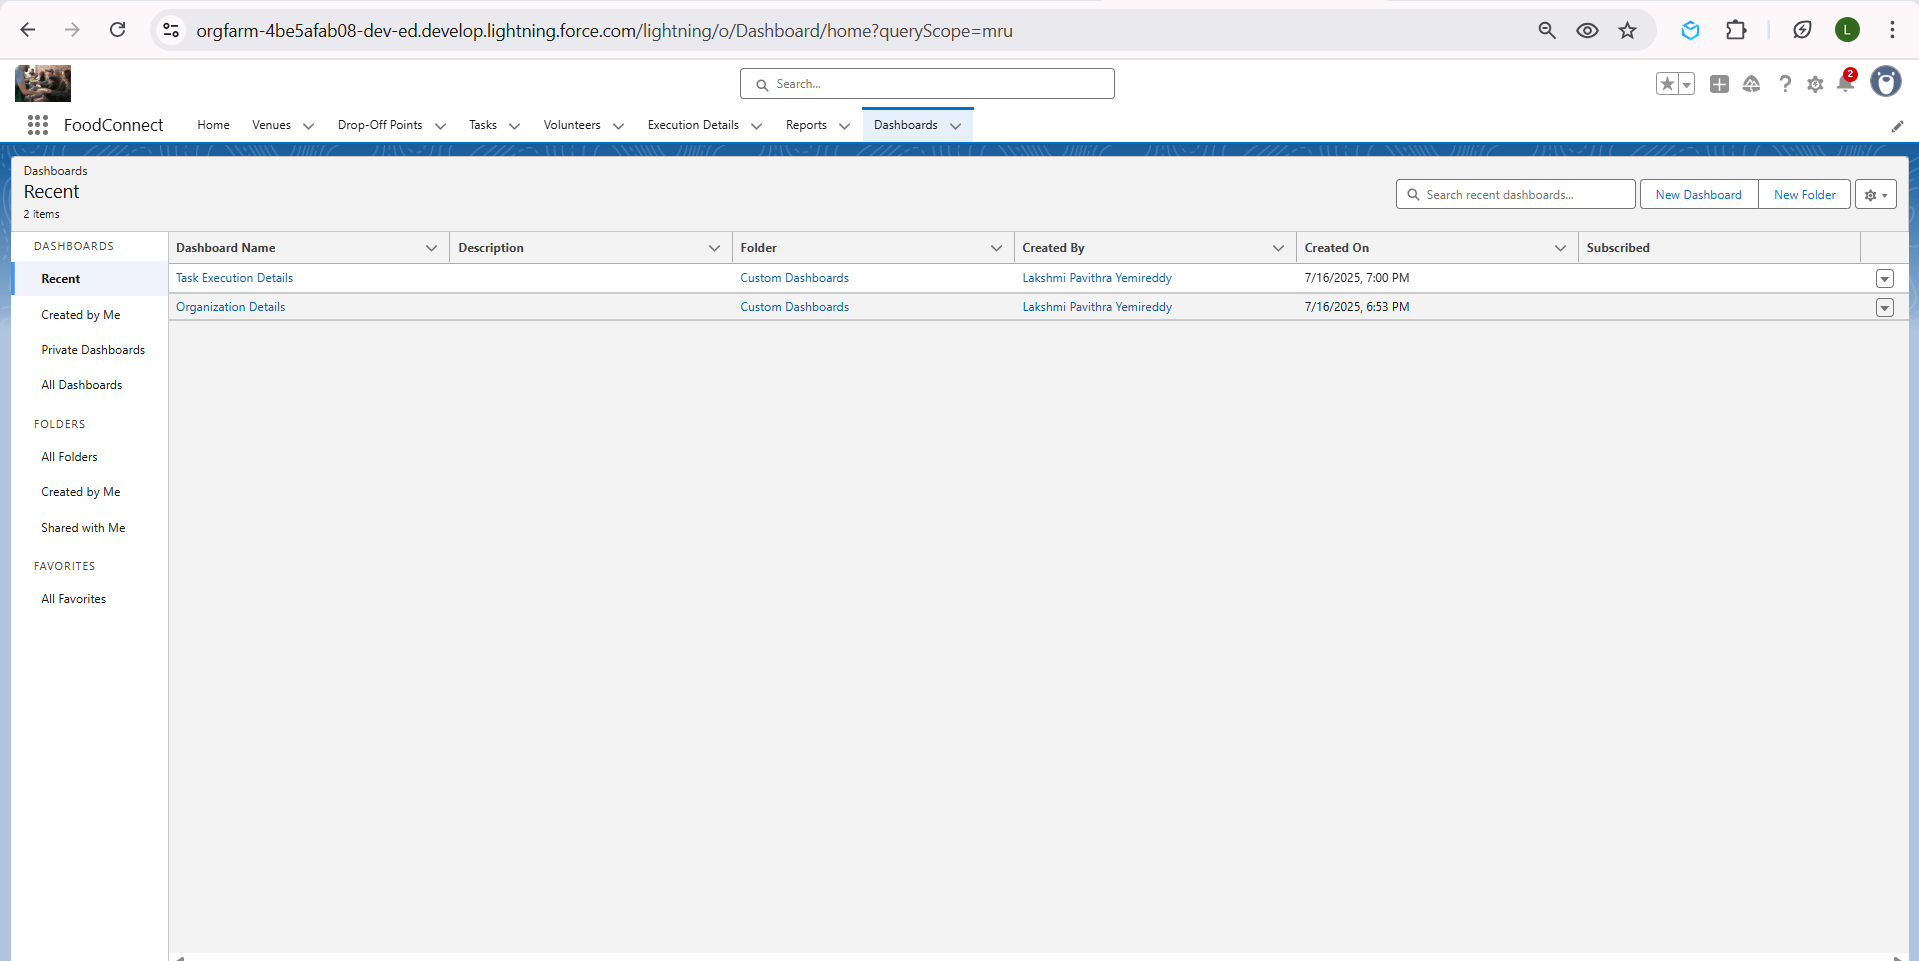 orgfarm-4be5afab08-dev-ed.develop.lightning.force.com/lightning/o/Dashboard/home?queryScope=mru
L
Search...
2
FoodConnect Home Venues Drop-Off Points Tasks Volunteers Execution Details Reports Dashboards
Dashboards
Recent
2 items
Search recent dashboards...
New Dashboard
New Folder
DASHBOARDS
Recent
Created by Me
Private Dashboards
All Dashboards
FOLDERS
All Folders
Created by Me
Shared with Me
FAVORITES
All Favorites
Dashboard Name Description Folder Created By Created On Subscribed
Task Execution Details Custom Dashboards Lakshmi Pavithra Yemireddy 7/16/2025, 7:00 PM
Organization Details Custom Dashboards Lakshmi Pavithra Yemireddy 7/16/2025, 6:53 PM